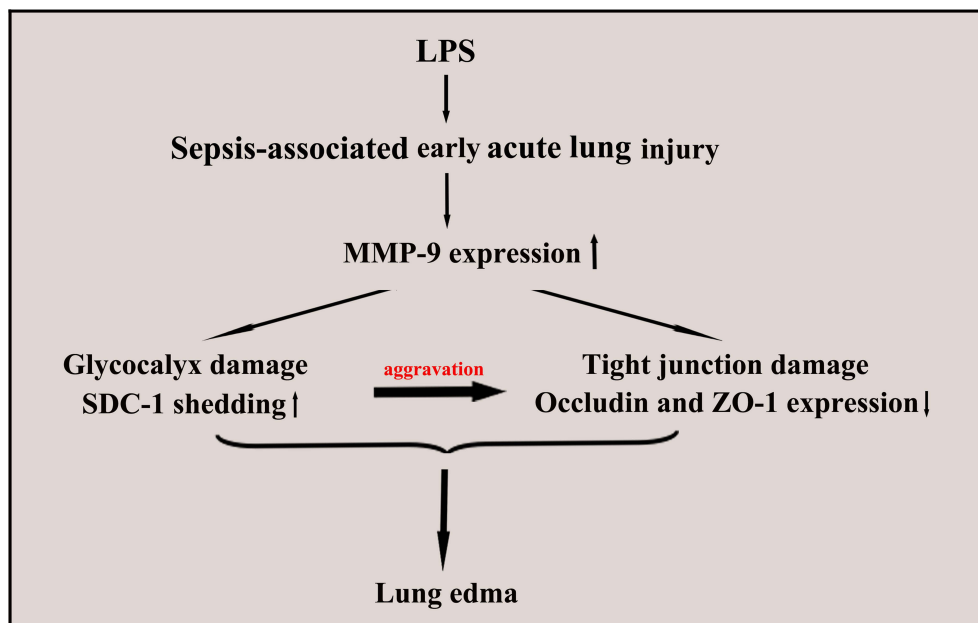 LPS
Sepsis-associated early acute lung injury
MMP-9 expression
Glycocalyx damage
SDC-1 shedding
aggravation
Tight junction damage
Occludin and ZO-1 expression
Lung edma